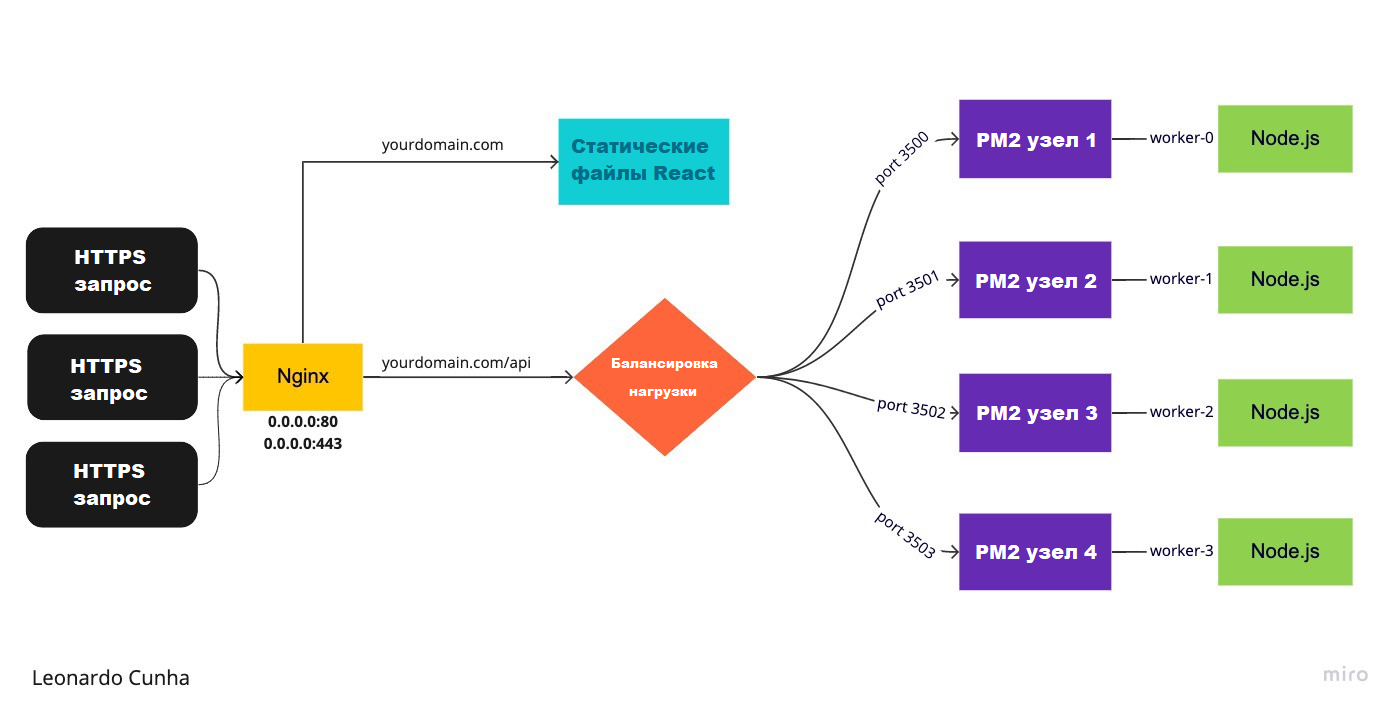 yourdomain.com
Статические
файлы React
HTTPS
запрос
HTTPS
запрос
HTTPS
запрос
Nginx
0.0.0.0:80
0.0.0.0:443
yourdomain.com/api
Балансировка
нагрузки
port 3500
PM2 узел 1
worker-0
Node.js
port 3501
PM2 узел 2
worker-1
Node.js
port 3502
PM2 узел 3
worker-2
Node.js
port 3503
PM2 узел 4
worker-3
Node.js
Leonardo Cunha
miro